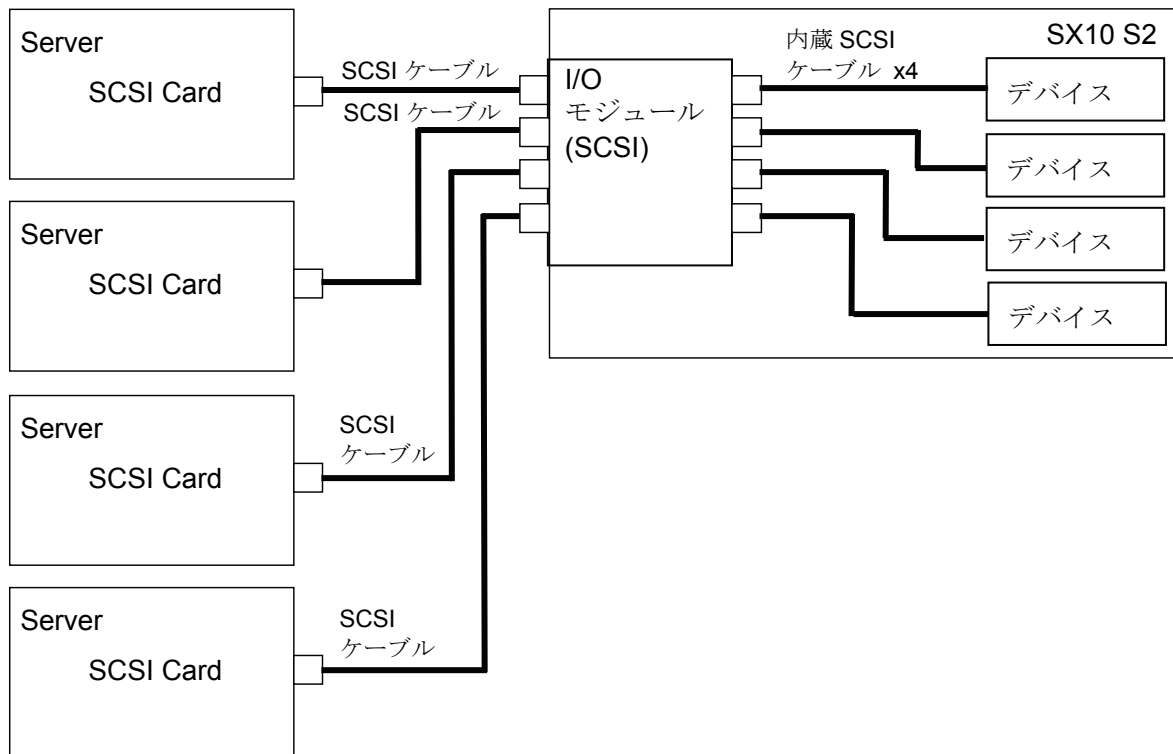 Server
SCSI Card
SCSI ケーブル
SCSI ケーブル
I/O
モジュール
(SCSI)
内蔵 SCSI
ケーブル x4
SX10 S2
デバイス
デバイス
デバイス
デバイス
Server
SCSI Card
Server
SCSI Card
SCSI
ケーブル
Server
SCSI Card
SCSI
ケーブル